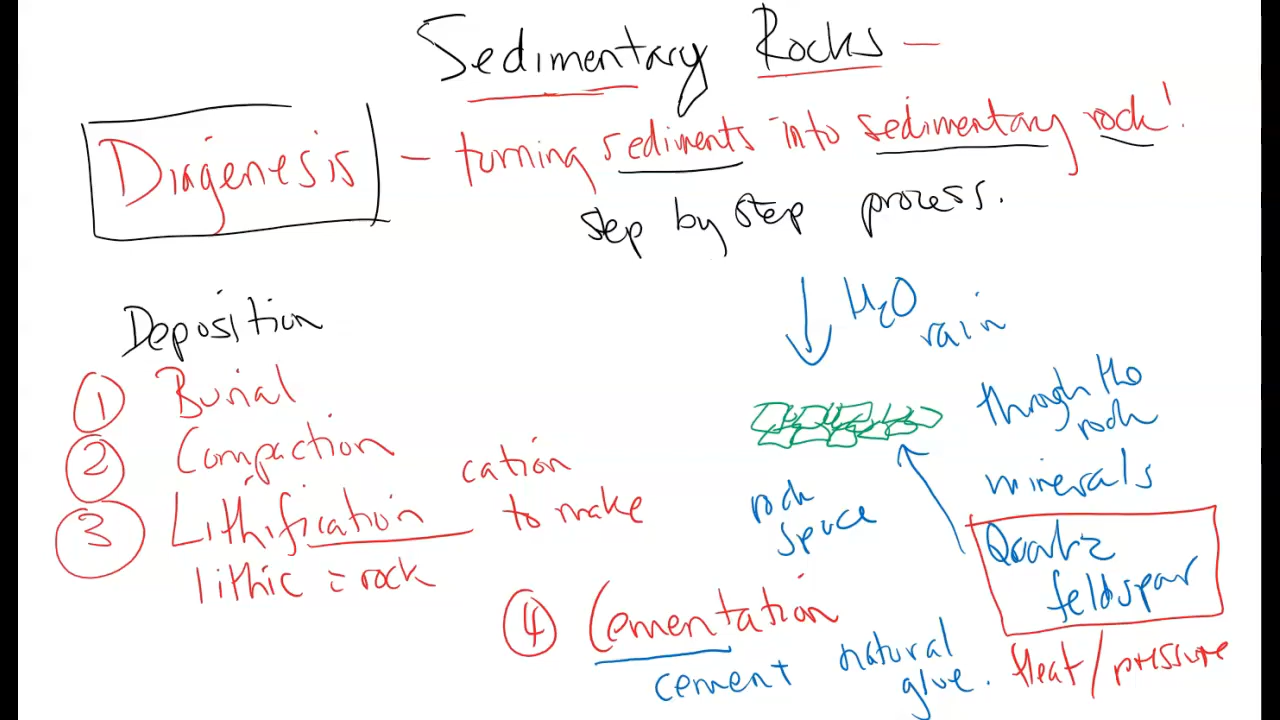 Sedimentary Rocks -
Diagenesis - turning sediments into sedimentary rock!
step by step process.
Deposition
1 Burial
2 Compaction
3 Lithification
lithic = rock
cation
to make
4 Cementation
cement natural
glue.
H2O
rain
through the
rock
minerals
rock
space
Quartz
feldspar
Heat/pressure